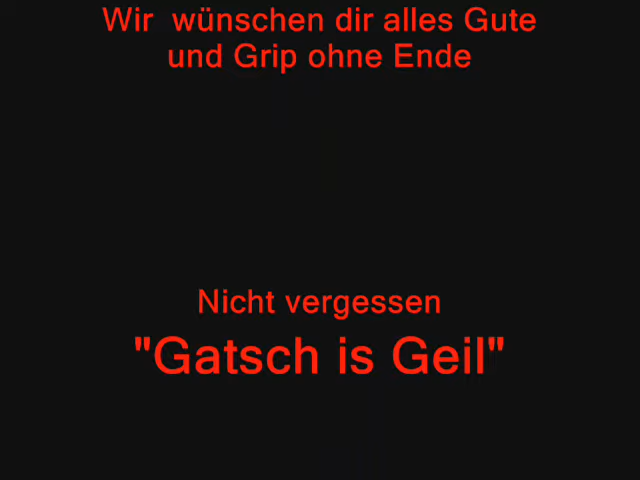 Wir  wünschen dir alles Gute
und Grip ohne Ende
Nicht vergessen
"Gatsch is Geil"